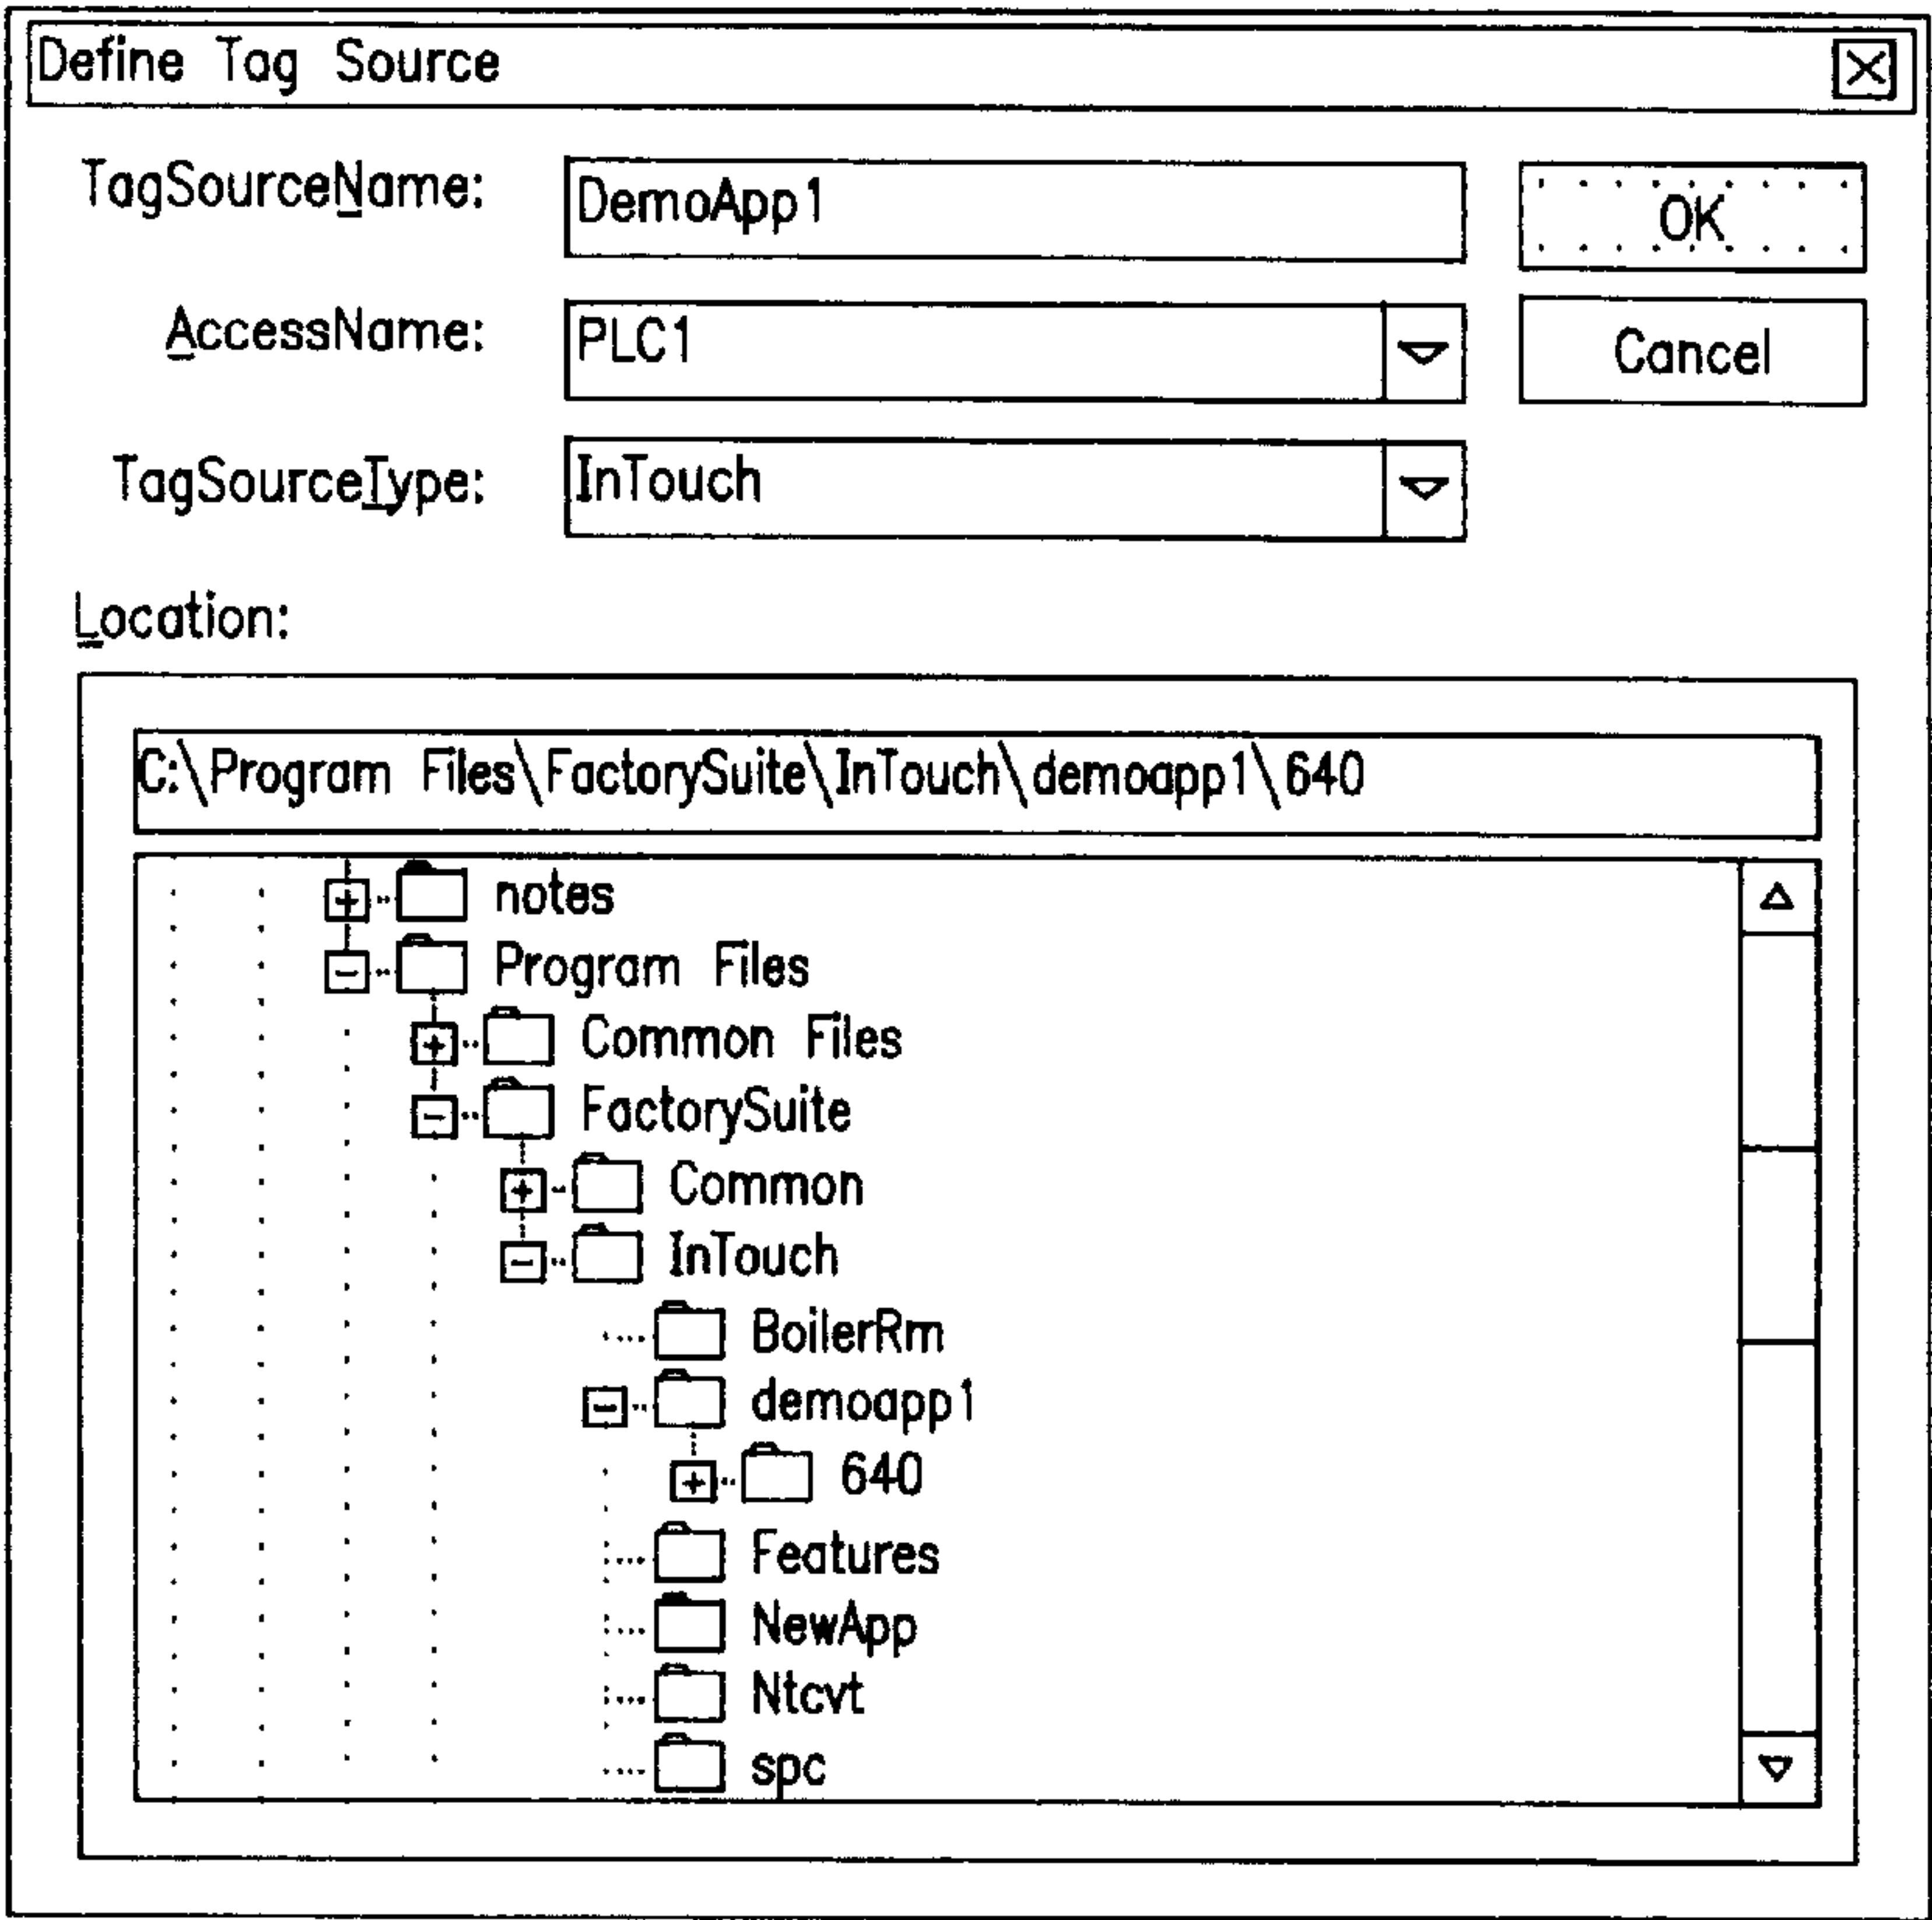 Define Tag Source
TagSourceName: DemoApp1 OK
AccessName: PLC1 Cancel
TagSourceType: InTouch
Location:
C:\Program Files\FactorySuite\InTouch\demoapp1\640
notes
Program Files
Common Files
FactorySuite
Common
InTouch
BoilerRm
demoapp1
640
Features
NewApp
Ntcvt
spc